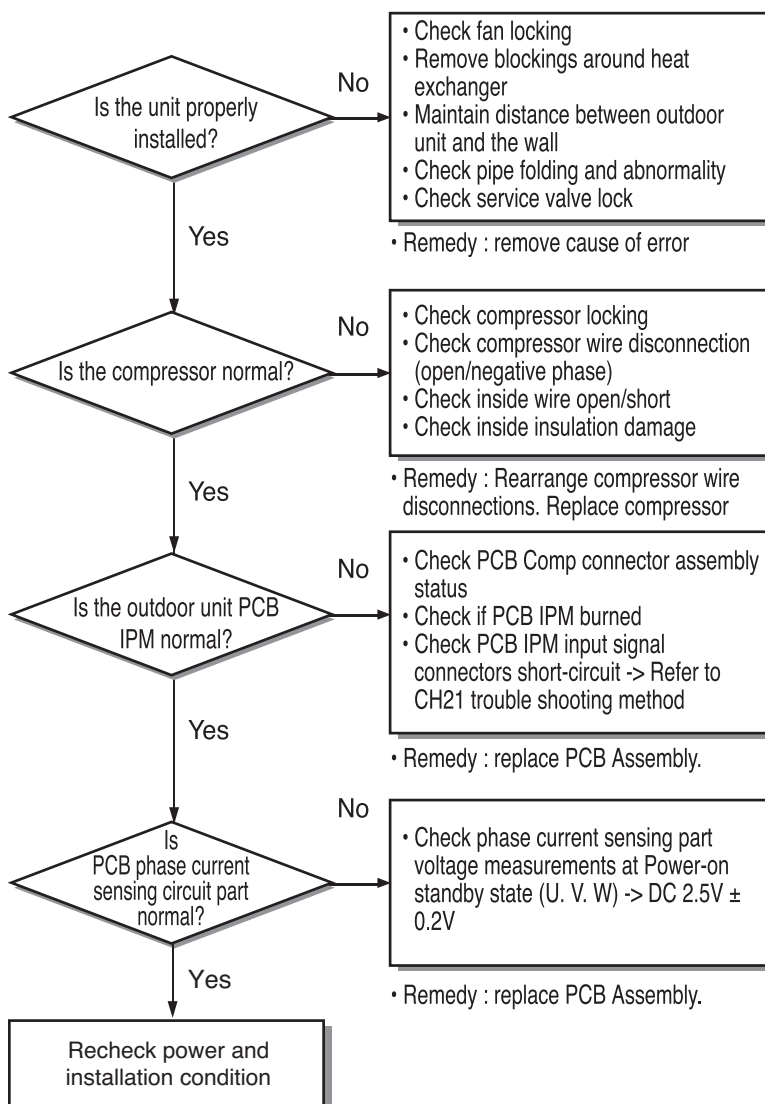 Is the unit properly
installed?
No
• Check fan locking
• Remove blockings around heat
exchanger
• Maintain distance between outdoor
unit and the wall
• Check pipe folding and abnormality
• Check service valve lock
• Remedy : remove cause of error
Yes
Is the compressor normal?
No
• Check compressor locking
• Check compressor wire disconnection
(open/negative phase)
• Check inside wire open/short
• Check inside insulation damage
• Remedy : Rearrange compressor wire
disconnections. Replace compressor
Yes
Is the outdoor unit PCB
IPM normal?
No
• Check PCB Comp connector assembly
status
• Check if PCB IPM burned
• Check PCB IPM input signal
connectors short-circuit -> Refer to
CH21 trouble shooting method
• Remedy : replace PCB Assembly.
Yes
Is
PCB phase current
sensing circuit part
normal?
No
• Check phase current sensing part
voltage measurements at Power-on
standby state (U. V. W) -> DC 2.5V ±
0.2V
• Remedy : replace PCB Assembly.
Yes
Recheck power and
installation condition